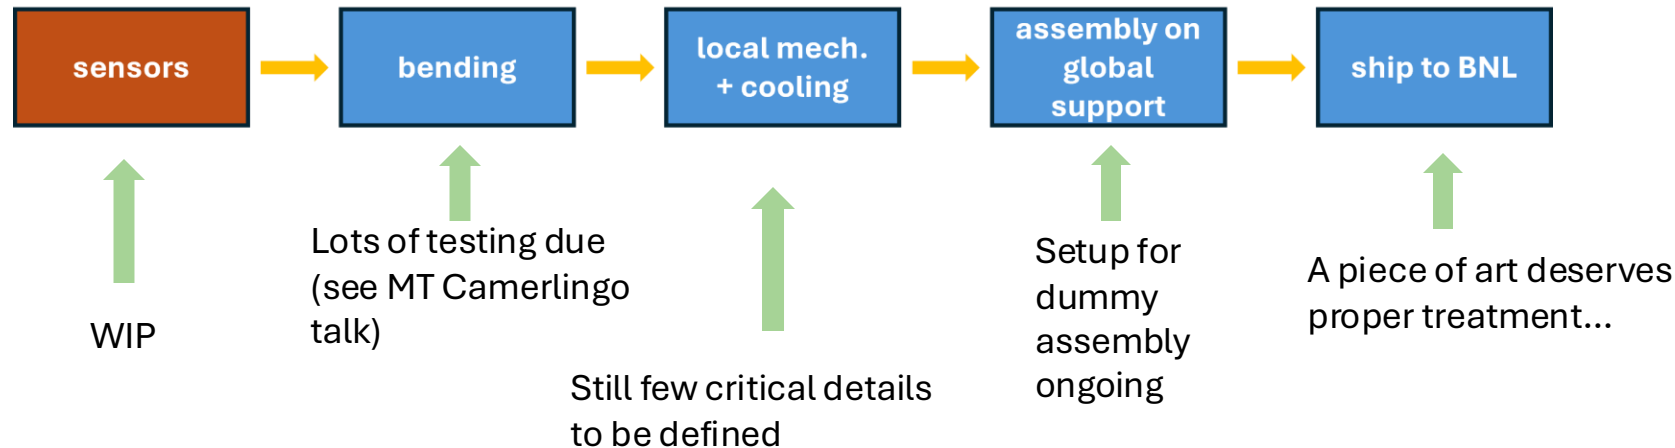 sensors
bending
local mech.
+ cooling
assembly on
global
support
ship to BNL
WIP
Lots of testing due
(see MT Camerlingo
talk)
Still few critical details
to be defined
Setup for
dummy
assembly
ongoing
A piece of art deserves
proper treatment...